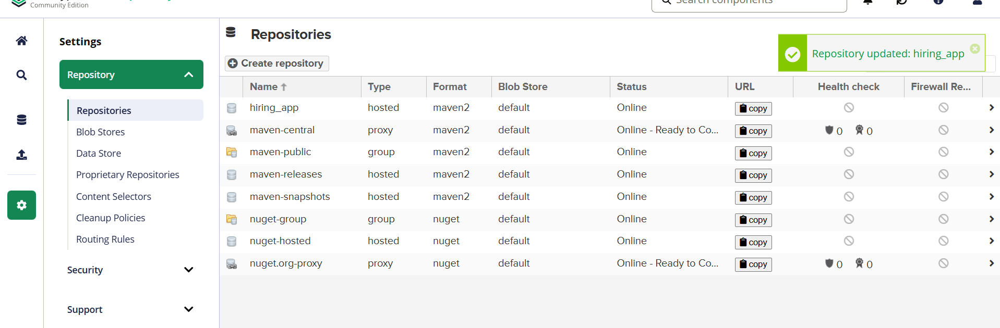 Community Edition
Search components
Settings
Repository
Repositories
Blob Stores
Data Store
Proprietary Repositories
Content Selectors
Cleanup Policies
Routing Rules
Security
Support
Repositories
Repository updated: hiring_app
Create repository
Name Type Format Blob Store Status URL Health check Firewall Re...
hiring_app hosted maven2 default Online copy
maven-central proxy maven2 default Online - Ready to Co... copy 0 0
maven-public group maven2 default Online copy
maven-releases hosted maven2 default Online copy
maven-snapshots hosted maven2 default Online copy
nuget-group group nuget default Online copy
nuget-hosted hosted nuget default Online copy
nuget.org-proxy proxy nuget default Online - Ready to Co... copy 0 0